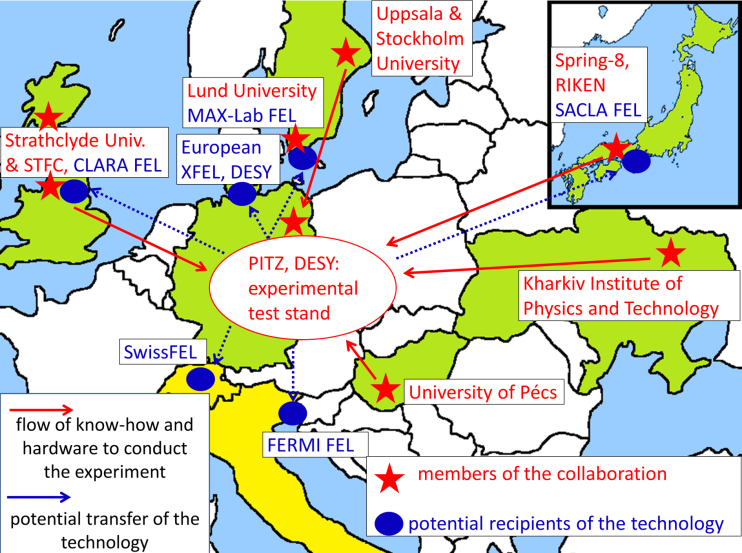 Uppsala &
Stockholm
University
Spring-8,
RIKEN
SACLA FEL
Lund University
MAX-Lab FEL
Strathclyde Univ.
& STFC, CLARA FEL
European
XFEL, DESY
PITZ, DESY:
experimental
test stand
Kharkiv Institute of
Physics and Technology
SwissFEL
University of Pécs
FERMI FEL
flow of know-how and
hardware to conduct
the experiment
potential transfer of the
technology
members of the collaboration
potential recipients of the technology